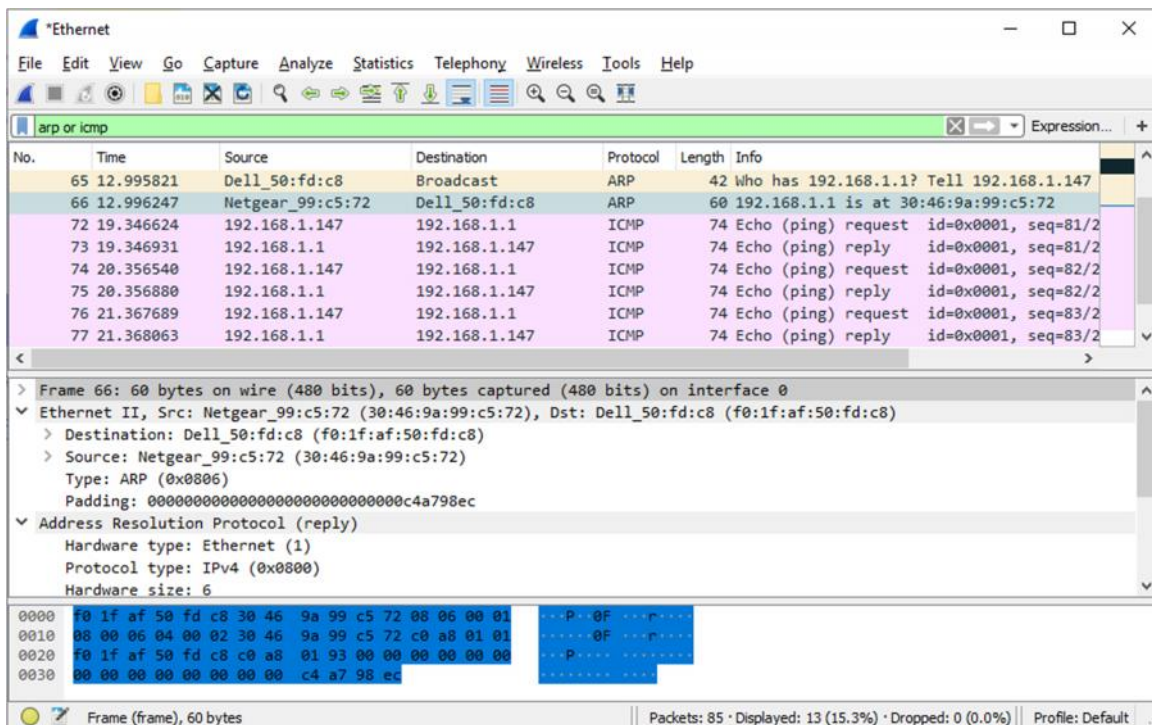 *Ethernet
File Edit View Go Capture Analyze Statistics Telephony Wireless Tools Help
arp or icmp Expression... +
No. Time Source Destination Protocol Length Info
65 12.995821 Dell_50:fd:c8 Broadcast ARP 42 Who has 192.168.1.1? Tell 192.168.1.147
66 12.996247 Netgear_99:c5:72 Dell_50:fd:c8 ARP 60 192.168.1.1 is at 30:46:9a:99:c5:72
72 19.346624 192.168.1.147 192.168.1.1 ICMP 74 Echo (ping) request id=0x0001, seq=81/2
73 19.346931 192.168.1.1 192.168.1.147 ICMP 74 Echo (ping) reply id=0x0001, seq=81/2
74 20.356540 192.168.1.147 192.168.1.1 ICMP 74 Echo (ping) request id=0x0001, seq=82/2
75 20.356880 192.168.1.1 192.168.1.147 ICMP 74 Echo (ping) reply id=0x0001, seq=82/2
76 21.367689 192.168.1.147 192.168.1.1 ICMP 74 Echo (ping) request id=0x0001, seq=83/2
77 21.368063 192.168.1.1 192.168.1.147 ICMP 74 Echo (ping) reply id=0x0001, seq=83/2
Frame 66: 60 bytes on wire (480 bits), 60 bytes captured (480 bits) on interface 0
Ethernet II, Src: Netgear_99:c5:72 (30:46:9a:99:c5:72), Dst: Dell_50:fd:c8 (f0:1f:af:50:fd:c8)
Destination: Dell_50:fd:c8 (f0:1f:af:50:fd:c8)
Source: Netgear_99:c5:72 (30:46:9a:99:c5:72)
Type: ARP (0x0806)
Padding: 0000000000000000000000000000c4a798ec
Address Resolution Protocol (reply)
Hardware type: Ethernet (1)
Protocol type: IPv4 (0x0800)
Hardware size: 6
0000 f0 1f af 50 fd c8 30 46 9a 99 c5 72 08 06 00 01 ···P··0F ···r····
0010 08 00 06 04 00 02 30 46 9a 99 c5 72 c0 a8 01 01 ······0F ···r····
0020 f0 1f af 50 fd c8 c0 a8 01 93 00 00 00 00 00 00 ···P···· ········
0030 00 00 00 00 00 00 00 00 c4 a7 98 ec ········ ····
Frame (frame), 60 bytes Packets: 85 · Displayed: 13 (15.3%) · Dropped: 0 (0.0%) Profile: Default